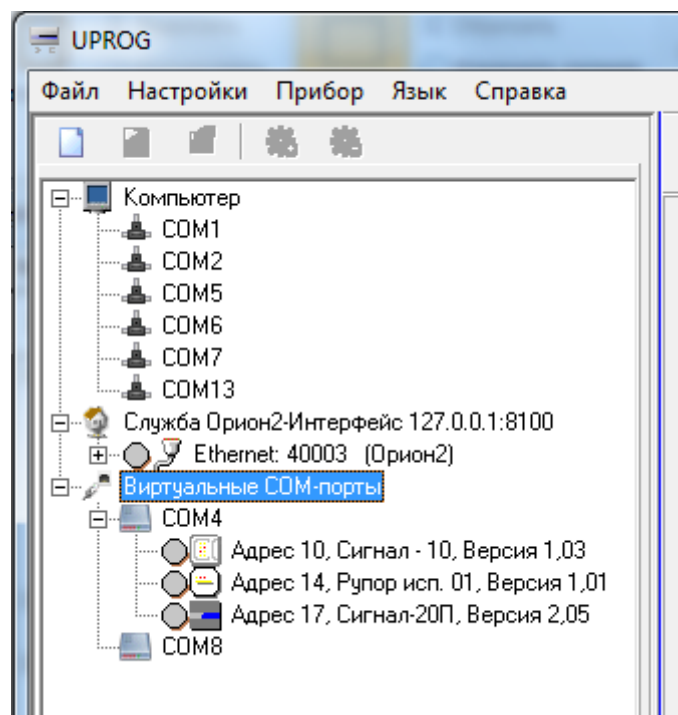 UPROG
Файл Настройки Прибор Язык Справка
Компьютер
COM1
COM2
COM5
COM6
COM7
COM13
Служба Орион2-Интерфейс 127.0.0.1:8100
Ethernet: 40003 (Орион2)
Виртуальные COM-порты
COM4
Адрес 10, Сигнал - 10, Версия 1,03
Адрес 14, Рупор исп. 01, Версия 1,01
Адрес 17, Сигнал-20П, Версия 2,05
COM8